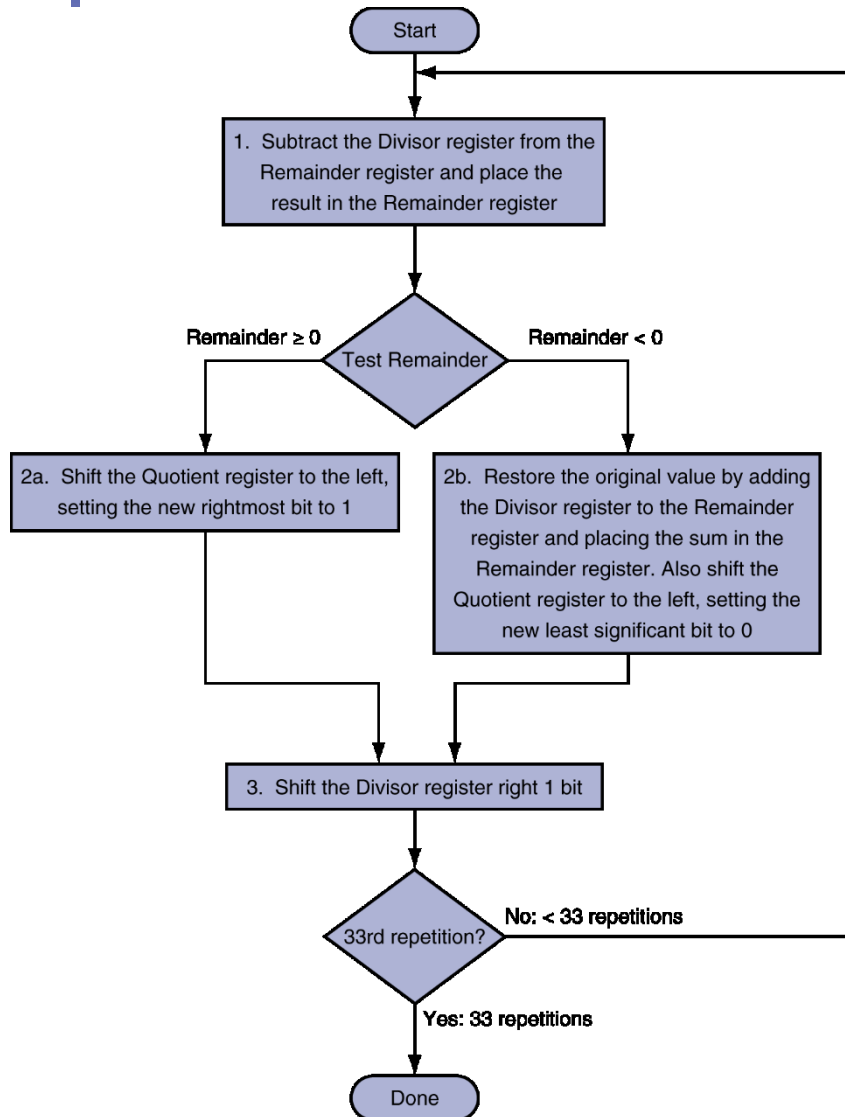 Start
1. Subtract the Divisor register from the
Remainder register and place the
result in the Remainder register
Remainder ≥ 0
Remainder < 0
Test Remainder
2a. Shift the Quotient register to the left,
setting the new rightmost bit to 1
2b. Restore the original value by adding
the Divisor register to the Remainder
register and placing the sum in the
Remainder register. Also shift the
Quotient register to the left, setting the
new least significant bit to 0
3. Shift the Divisor register right 1 bit
33rd repetition?
No: < 33 repetitions
Yes: 33 repetitions
Done